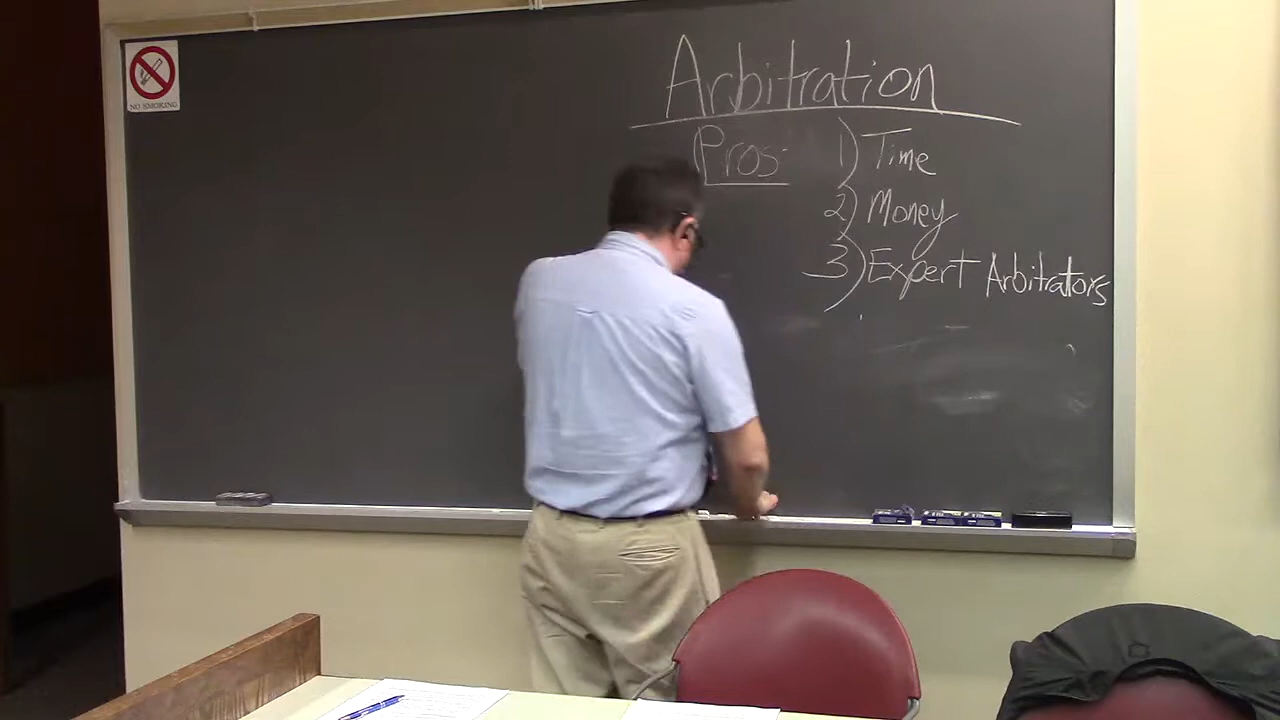 NO SMOKING
Arbitration
Pros: 1) Time
2) Money
3) Expert Arbitrators